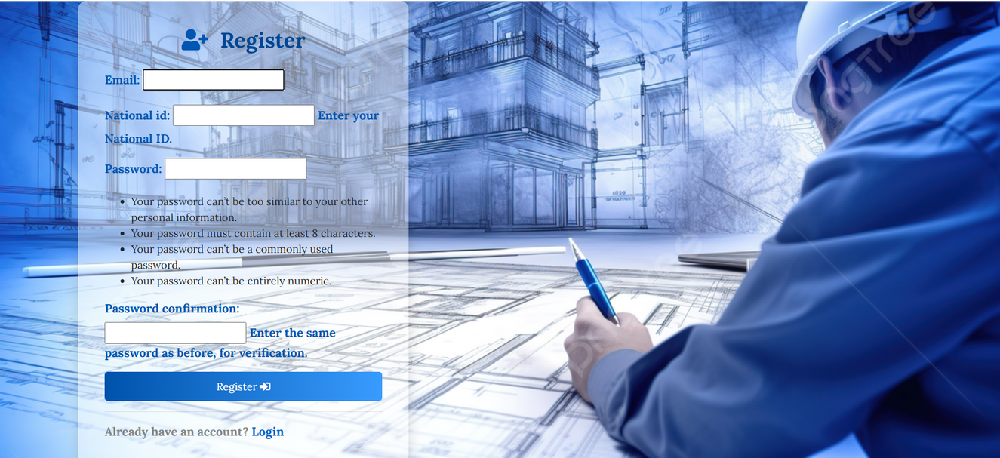 Register
Email:
National id: Enter your
National ID.
Password:
Your password can't be too similar to your other
personal information.
Your password must contain at least 8 characters.
Your password can't be a commonly used
password.
Your password can't be entirely numeric.
Password confirmation:
Enter the same
password as before, for verification.
Register
Already have an account? Login